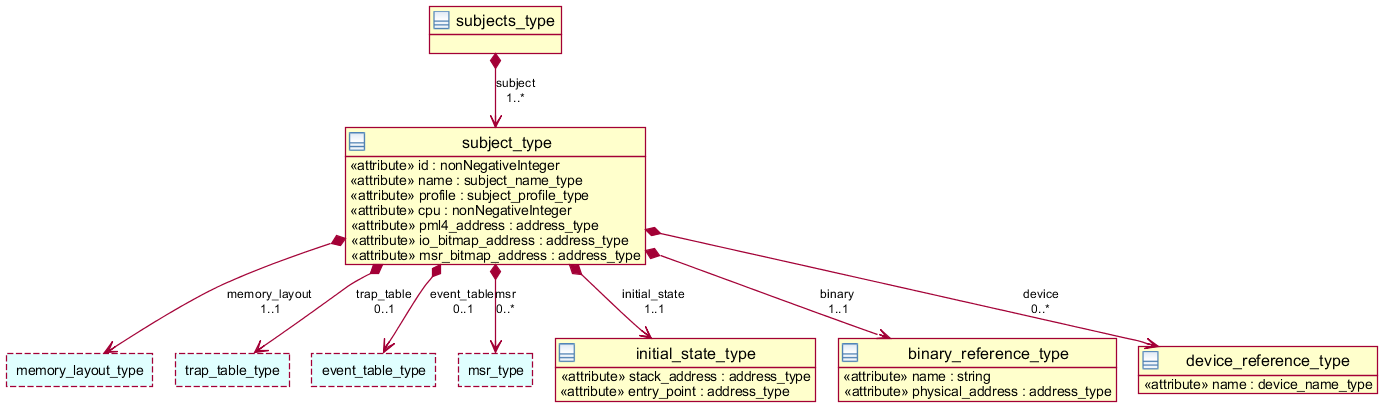 subjects_type
subject
1..*
subject_type
«attribute» id : nonNegativeInteger
«attribute» name : subject_name_type
«attribute» profile : subject_profile_type
«attribute» cpu : nonNegativeInteger
«attribute» pml4_address : address_type
«attribute» io_bitmap_address : address_type
«attribute» msr_bitmap_address : address_type
memory_layout
1..1
trap_table
0..1
event_table
0..1
msr
0..*
initial_state
1..1
binary
1..1
device
0..*
memory_layout_type
trap_table_type
event_table_type
msr_type
initial_state_type
«attribute» stack_address : address_type
«attribute» entry_point : address_type
binary_reference_type
«attribute» name : string
«attribute» physical_address : address_type
device_reference_type
«attribute» name : device_name_type